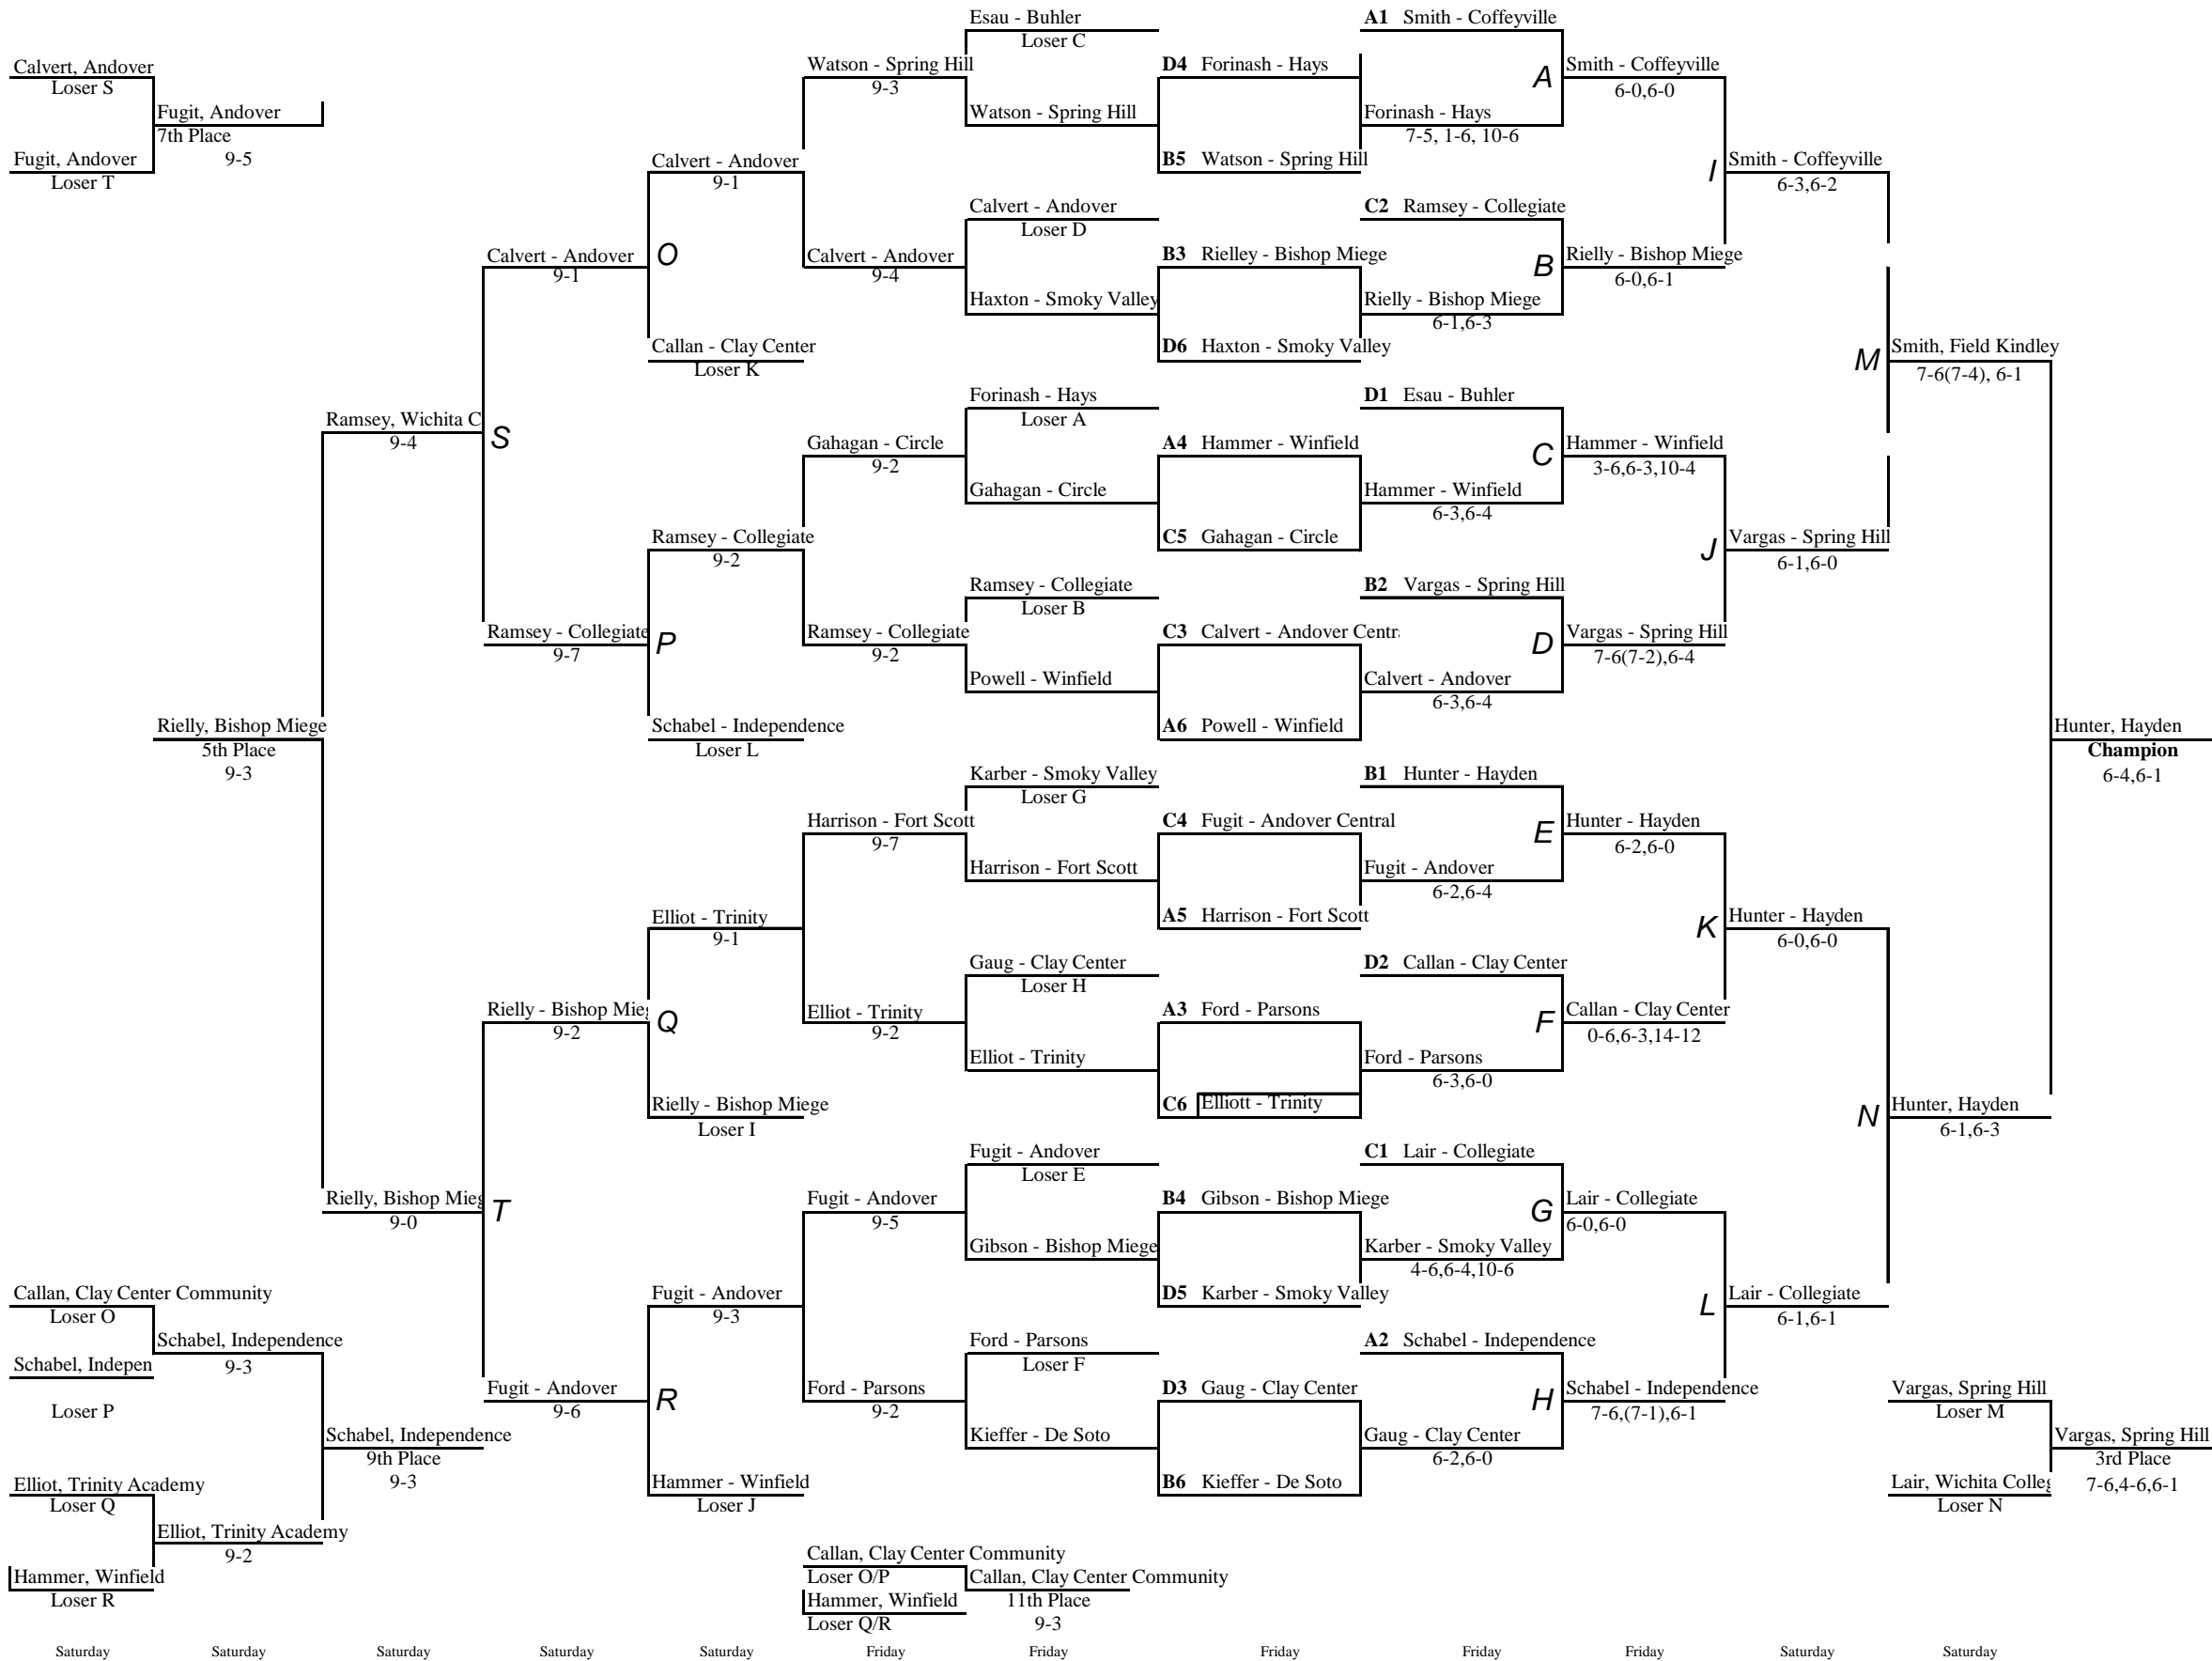 Esau - Buhler
A1 Smith - Coffeyville
Loser C
Calvert, Andover
Watson - Spring Hill
D4 Forinash - Hays
A
Smith - Coffeyville
Loser S
9-3
6-0,6-0
Fugit, Andover
Watson - Spring Hill
Forinash - Hays
7th Place
7-5, 1-6, 10-6
Fugit, Andover
9-5
Calvert - Andover
B5 Watson - Spring Hill
I
Smith - Coffeyville
Loser T
9-1
6-3,6-2
Calvert - Andover
C2 Ramsey - Collegiate
Loser D
Calvert - Andover
O
Calvert - Andover
B3 Rielley - Bishop Miege
B
Rielly - Bishop Miege
9-1
9-4
6-0,6-1
Haxton - Smoky Valley
Rielly - Bishop Miege
6-1,6-3
Callan - Clay Center
D6 Haxton - Smoky Valley
M
Smith, Field Kindley
Loser K
7-6(7-4), 6-1
Forinash - Hays
D1 Esau - Buhler
Ramsey, Wichita C
S
Loser A
9-4
Gahagan - Circle
A4 Hammer - Winfield
C
Hammer - Winfield
9-2
3-6,6-3,10-4
Gahagan - Circle
Hammer - Winfield
6-3,6-4
Ramsey - Collegiate
C5 Gahagan - Circle
J
Vargas - Spring Hill
9-2
6-1,6-0
Ramsey - Collegiate
B2 Vargas - Spring Hill
Loser B
Ramsey - Collegiate
P
Ramsey - Collegiate
C3 Calvert - Andover Centr
D
Vargas - Spring Hill
9-7
9-2
7-6(7-2),6-4
Powell - Winfield
Calvert - Andover
6-3,6-4
Rielly, Bishop Miege
Schabel - Independence
A6 Powell - Winfield
Hunter, Hayden
5th Place
Loser L
Champion
9-3
Karber - Smoky Valley
B1 Hunter - Hayden
6-4,6-1
Loser G
Harrison - Fort Scott
C4 Fugit - Andover Central
E
Hunter - Hayden
9-7
6-2,6-0
Harrison - Fort Scott
Fugit - Andover
6-2,6-4
Elliot - Trinity
A5 Harrison - Fort Scott
K
Hunter - Hayden
9-1
6-0,6-0
Gaug - Clay Center
D2 Callan - Clay Center
Loser H
Rielly - Bishop Mieg
Q
Elliot - Trinity
A3 Ford - Parsons
F
Callan - Clay Center
9-2
9-2
0-6,6-3,14-12
Elliot - Trinity
Ford - Parsons
6-3,6-0
Rielly - Bishop Miege
C6 Elliott - Trinity
N
Hunter, Hayden
Loser I
6-1,6-3
Fugit - Andover
C1 Lair - Collegiate
Loser E
Rielly, Bishop Mieg
T
Fugit - Andover
B4 Gibson - Bishop Miege
G
Lair - Collegiate
9-0
9-5
6-0,6-0
Gibson - Bishop Miege
Karber - Smoky Valley
4-6,6-4,10-6
Callan, Clay Center Community
Fugit - Andover
D5 Karber - Smoky Valley
L
Lair - Collegiate
Loser O
9-3
6-1,6-1
Schabel, Independence
Ford - Parsons
A2 Schabel - Independence
Schabel, Indepen
9-3
Loser F
Fugit - Andover
R
Ford - Parsons
D3 Gaug - Clay Center
H
Schabel - Independence
Vargas, Spring Hill
Loser P
9-6
9-2
7-6,(7-1),6-1
Loser M
Schabel, Independence
Kieffer - De Soto
Gaug - Clay Center
Vargas, Spring Hill
9th Place
6-2,6-0
3rd Place
Elliot, Trinity Academy
9-3
Hammer - Winfield
B6 Kieffer - De Soto
Lair, Wichita Colleg
7-6,4-6,6-1
Loser Q
Loser J
Loser N
Elliot, Trinity Academy
9-2
Callan, Clay Center Community
Hammer, Winfield
Loser O/P
Callan, Clay Center Community
Loser R
Hammer, Winfield
11th Place
Loser Q/R
9-3
Saturday Saturday Saturday Saturday Saturday Friday Friday Friday Friday Friday Saturday Saturday